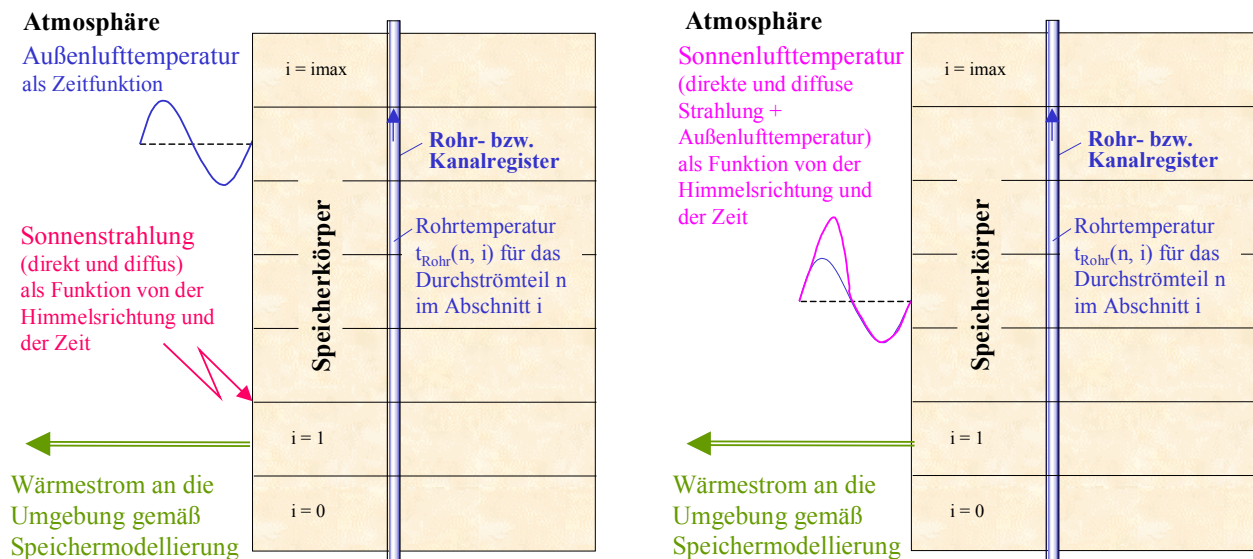 Atmosphäre
Außenlufttemperatur
als Zeitfunktion
Sonnenstrahlung
(direkt und diffus)
als Funktion von der
Himmelsrichtung und
der Zeit
Wärmestrom an die
Umgebung gemäß
Speichermodellierung
i = imax
Rohr- bzw.
Kanalregister
Speicherkörper
Rohrtemperatur
tRohr(n, i) für das
Durchströmteil n
im Abschnitt i
i = 1
i = 0
Atmosphäre
Sonnenlufttemperatur
(direkte und diffuse
Strahlung +
Außenlufttemperatur)
als Funktion von der
Himmelsrichtung und
der Zeit
Wärmestrom an die
Umgebung gemäß
Speichermodellierung
i = imax
Rohr- bzw.
Kanalregister
Speicherkörper
Rohrtemperatur
tRohr(n, i) für das
Durchströmteil n
im Abschnitt i
i = 1
i = 0